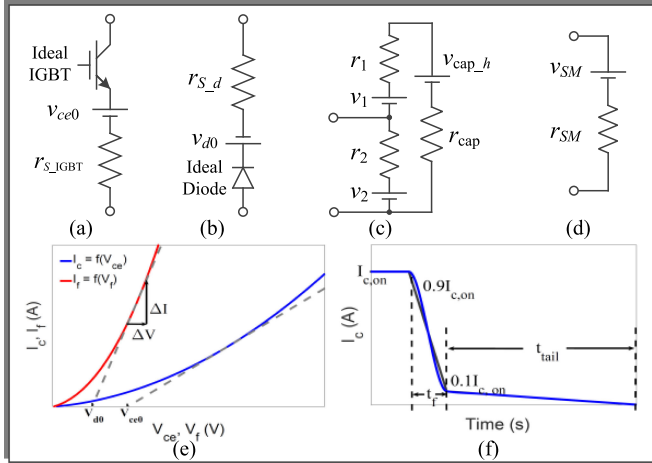 Ideal
IGBT
v_ce0
r_S_IGBT
(a)
r_S_d
v_d0
Ideal
Diode
(b)
r_1
v_1
r_2
v_2
v_cap_h
r_cap
(c)
v_SM
r_SM
(d)
I_c = f(V_ce)
I_f = f(V_f)
ΔI
ΔV
I_c, I_f (A)
V_d0
V_ce0
V_ce, V_f (V)
(e)
I_c,on
0.9I_c,on
t_tail
0.1I_c, on
t_f
I_c (A)
Time (s)
(f)